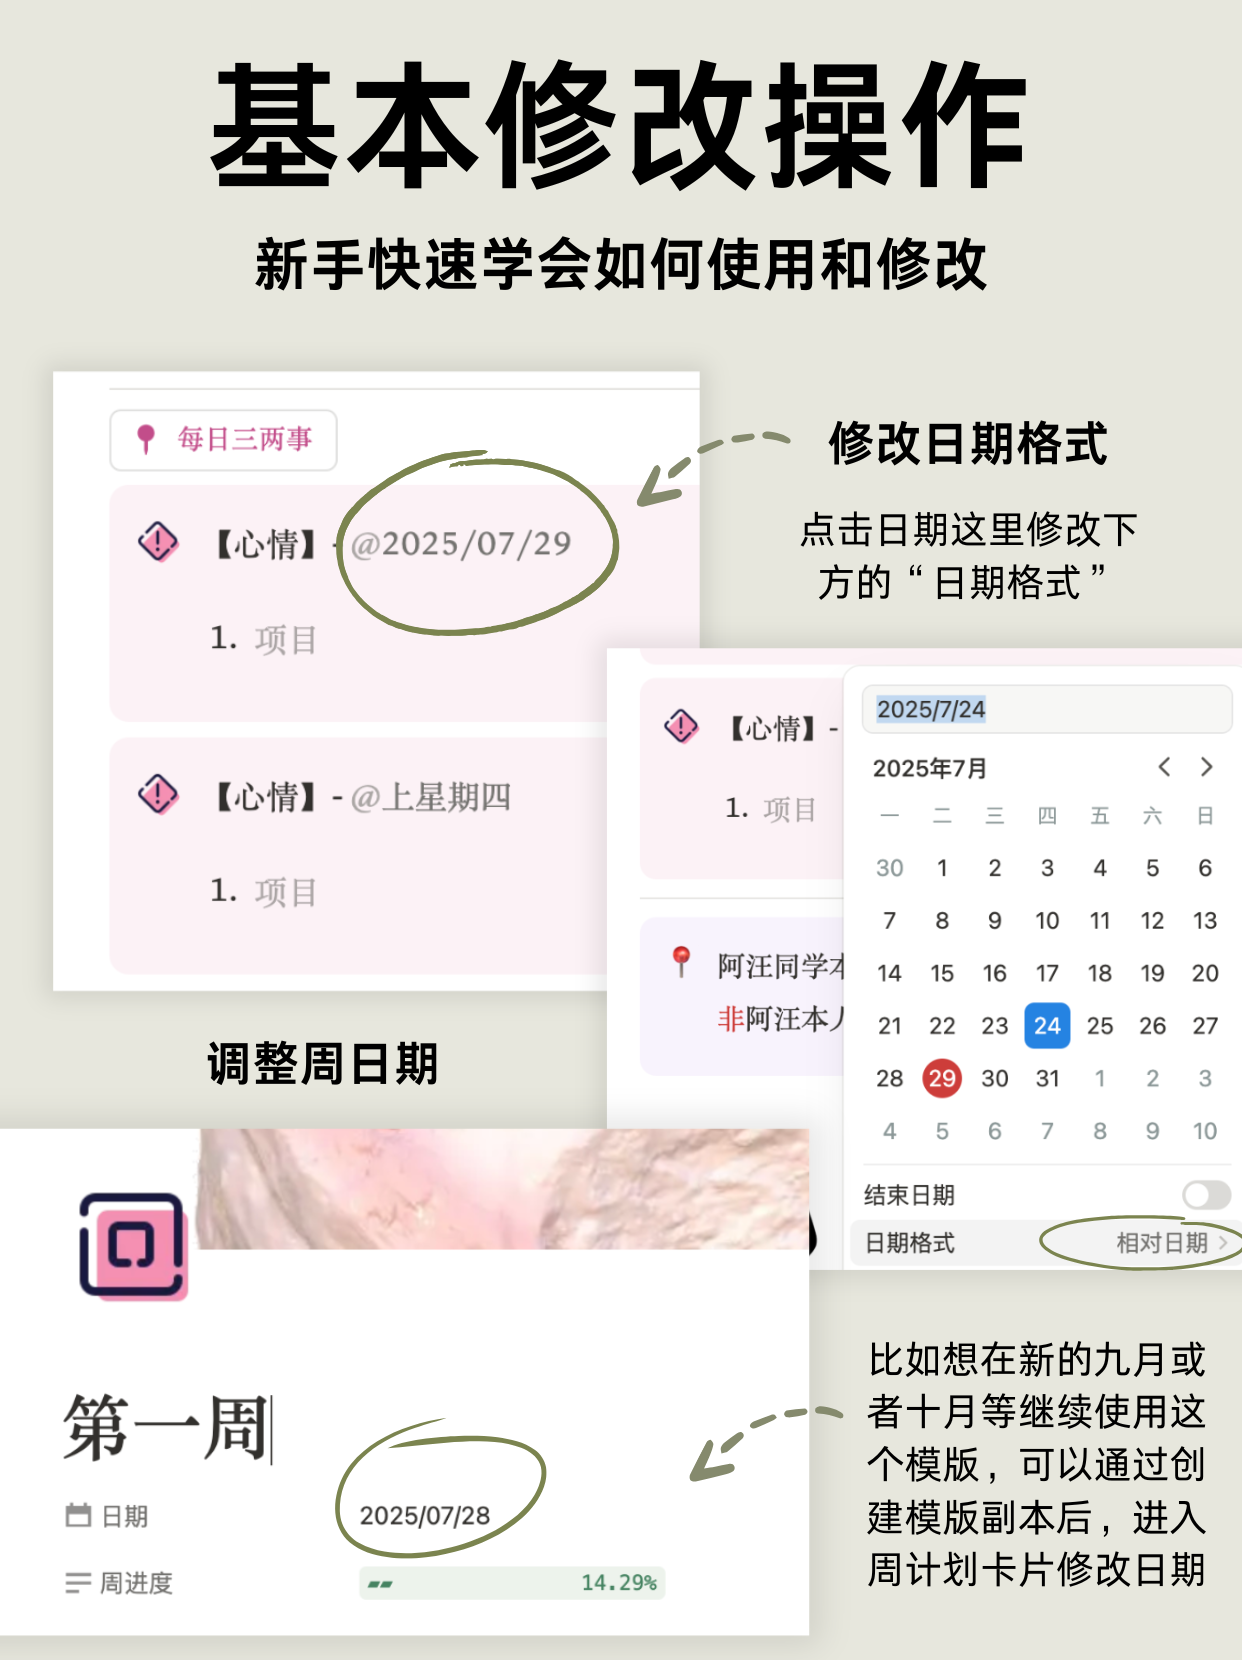 基本修改操作
新手快速学会如何使用和修改
每日三两事
【心情】- @2025/07/29
1. 项目
【心情】- @上星期四
1. 项目
修改日期格式
点击日期这里修改下
方的“日期格式”
【心情】-
1. 项目
阿汪同学
非阿汪本
2025/7/24
2025年7月
一 二 三 四 五 六 日
30 1 2 3 4 5 6
7 8 9 10 11 12 13
14 15 16 17 18 19 20
21 22 23 24 25 26 27
28 29 30 31 1 2 3
4 5 6 7 8 9 10
结束日期
日期格式 相对日期
调整周日期
第一周
日期 2025/07/28
周进度 14.29%
比如想在新的九月或
者十月等继续使用这
个模版，可以通过创
建模版副本后，进入
周计划卡片修改日期